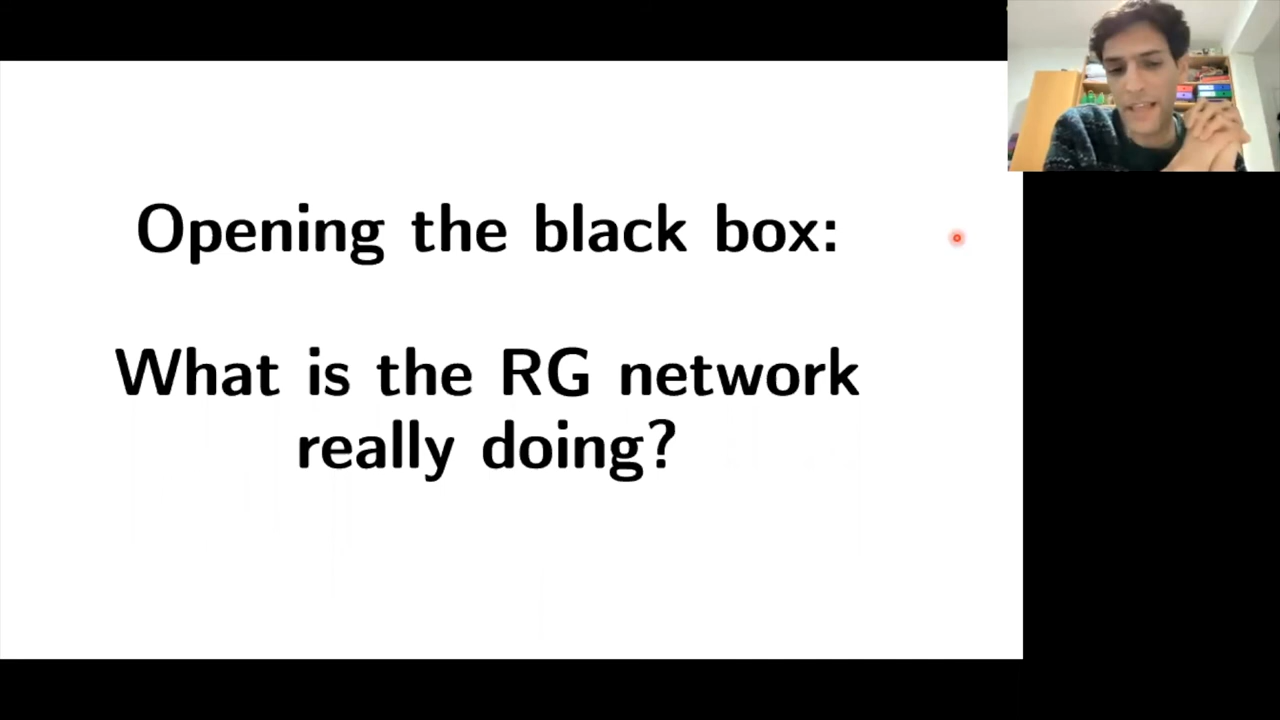 Opening the black box:
What is the RG network
really doing?